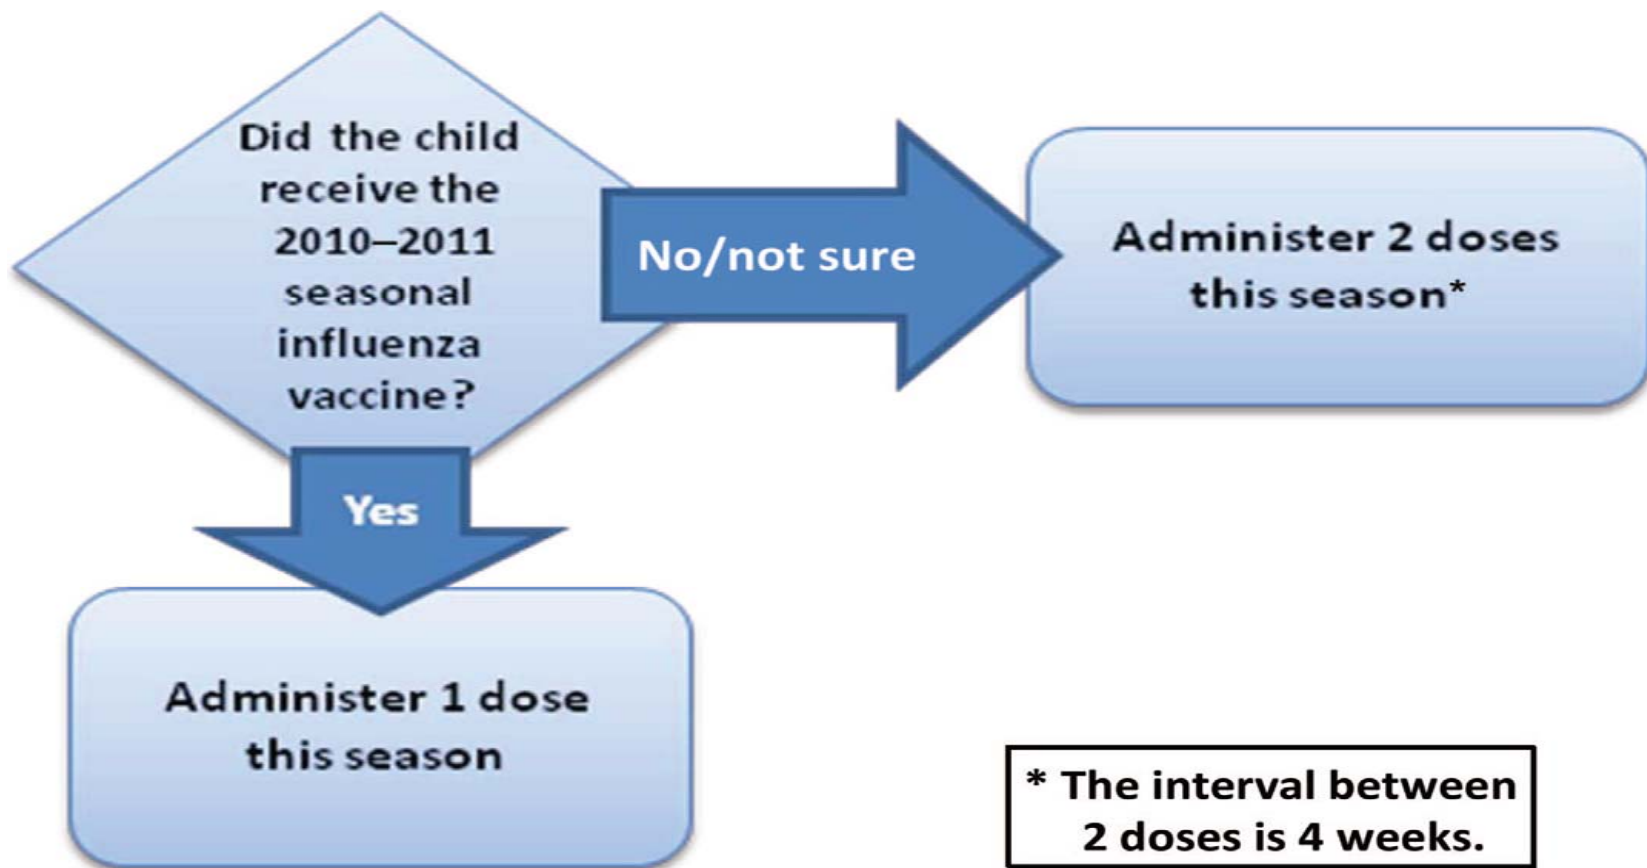 Did the child
receive the
2010–2011
seasonal
influenza
vaccine?
No/not sure
Administer 2 doses
this season*
Yes
Administer 1 dose
this season
* The interval between
2 doses is 4 weeks.